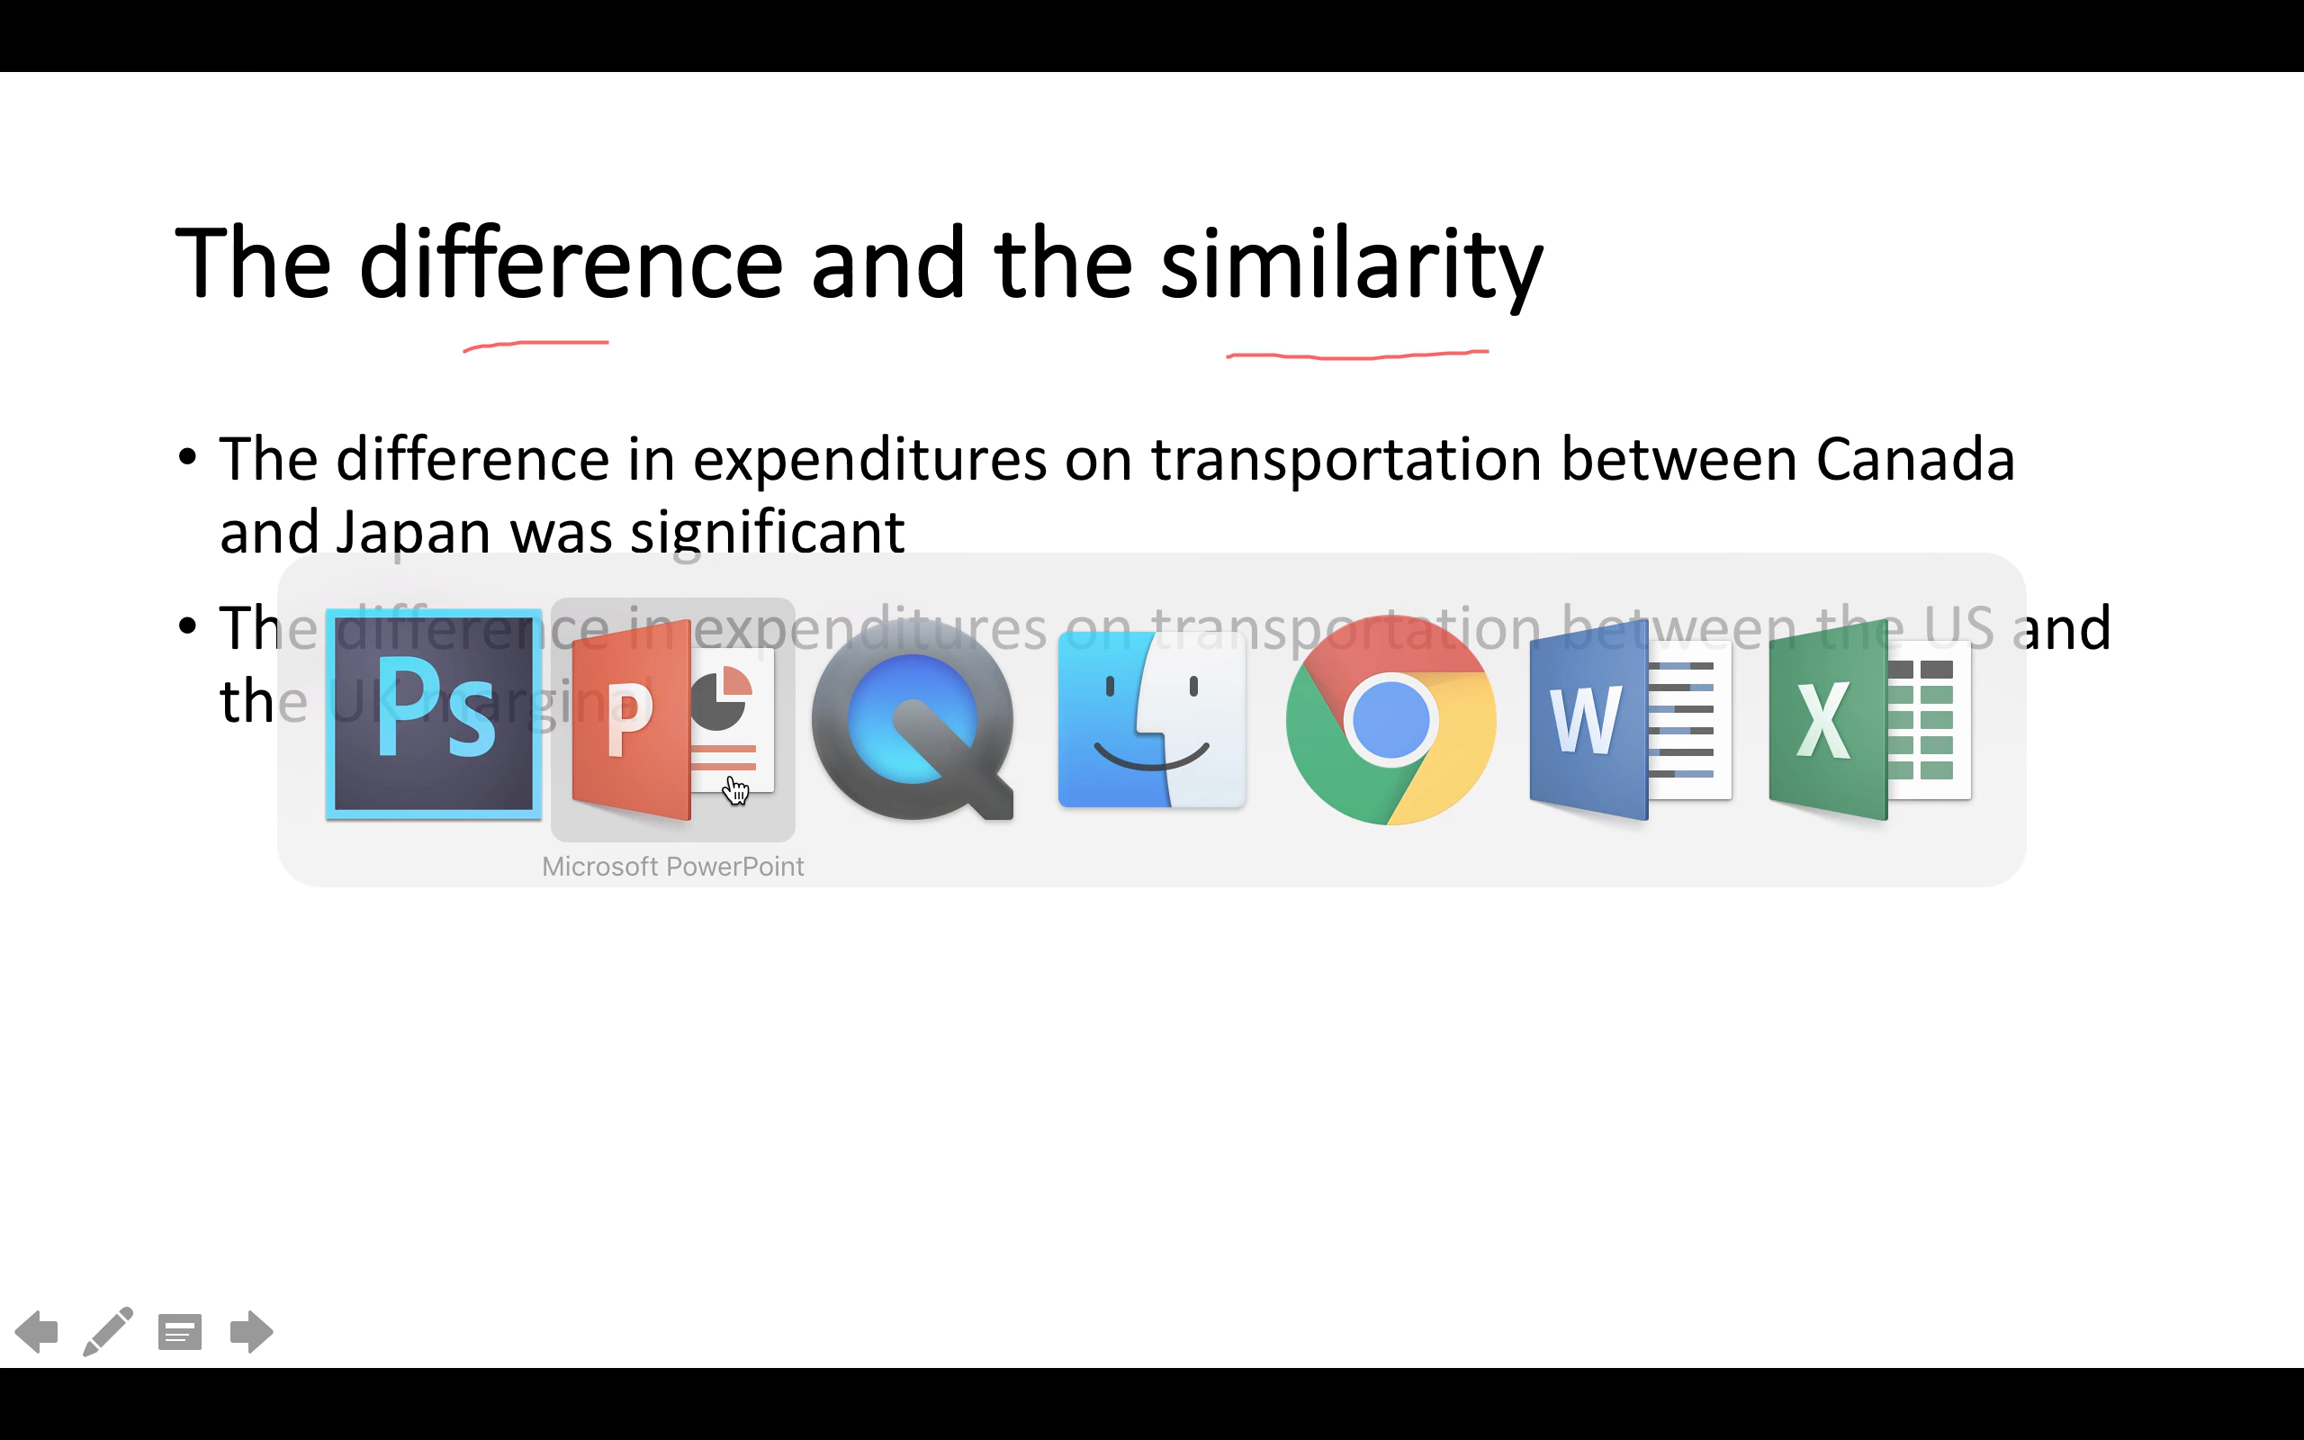 The difference and the similarity
• The difference in expenditures on transportation between Canada
and Japan was significant
• The difference in expenditures on transportation between the US and
the UK marginal
Ps
P
W
X
Microsoft PowerPoint